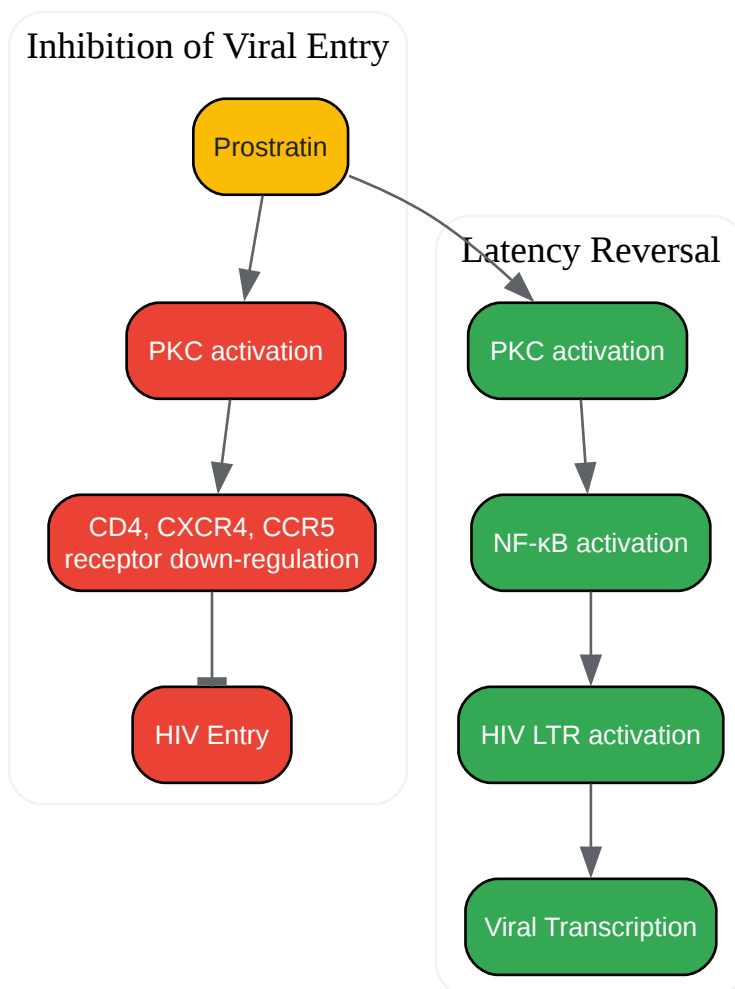 Inhibition of Viral Entry
Prostratin
PKC activation
CD4, CXCR4, CCR5
receptor down-regulation
HIV Entry
Latency Reversal
PKC activation
NF-κB activation
HIV LTR activation
Viral Transcription